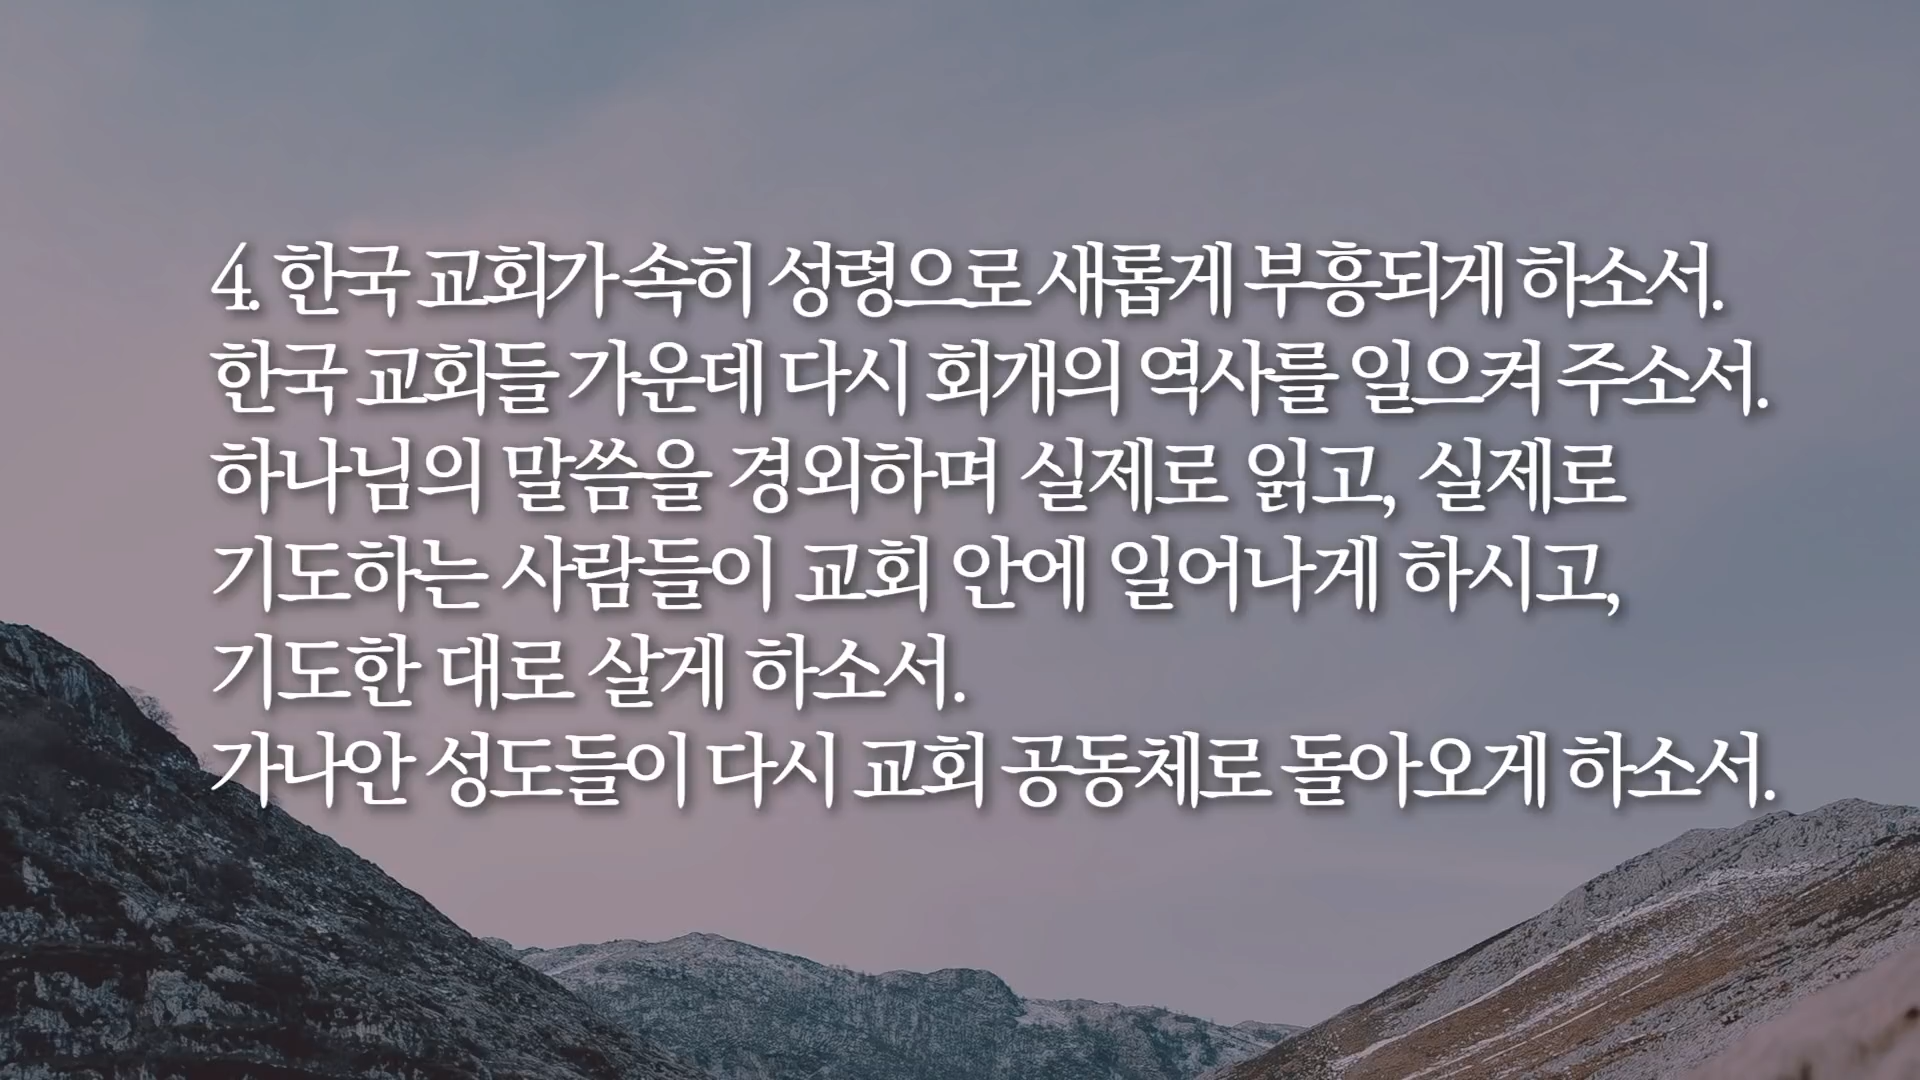 4. 한국 교회가 속히 성령으로 새롭게 부흥되게 하소서.
한국 교회들 가운데 다시 회개의 역사를 일으켜 주소서.
하나님의 말씀을 경외하며 실제로 읽고, 실제로
기도하는 사람들이 교회 안에 일어나게 하시고,
기도한 대로 살게 하소서.
가나안 성도들이 다시 교회 공동체로 돌아오게 하소서.